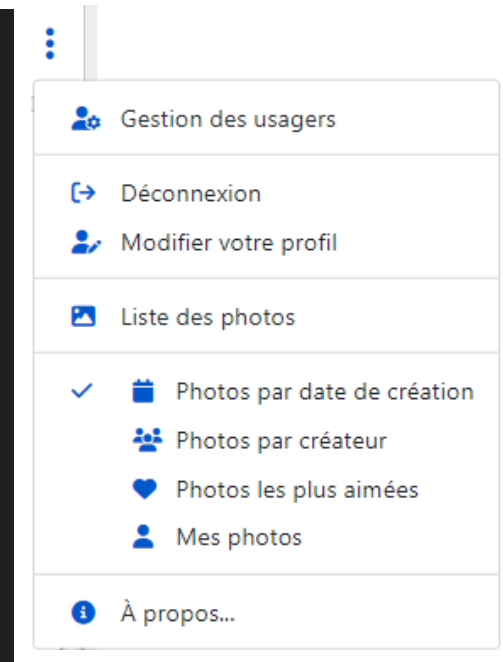 Gestion des usagers
Déconnexion
Modifier votre profil
Liste des photos
Photos par date de création
Photos par créateur
Photos les plus aimées
Mes photos
À propos...